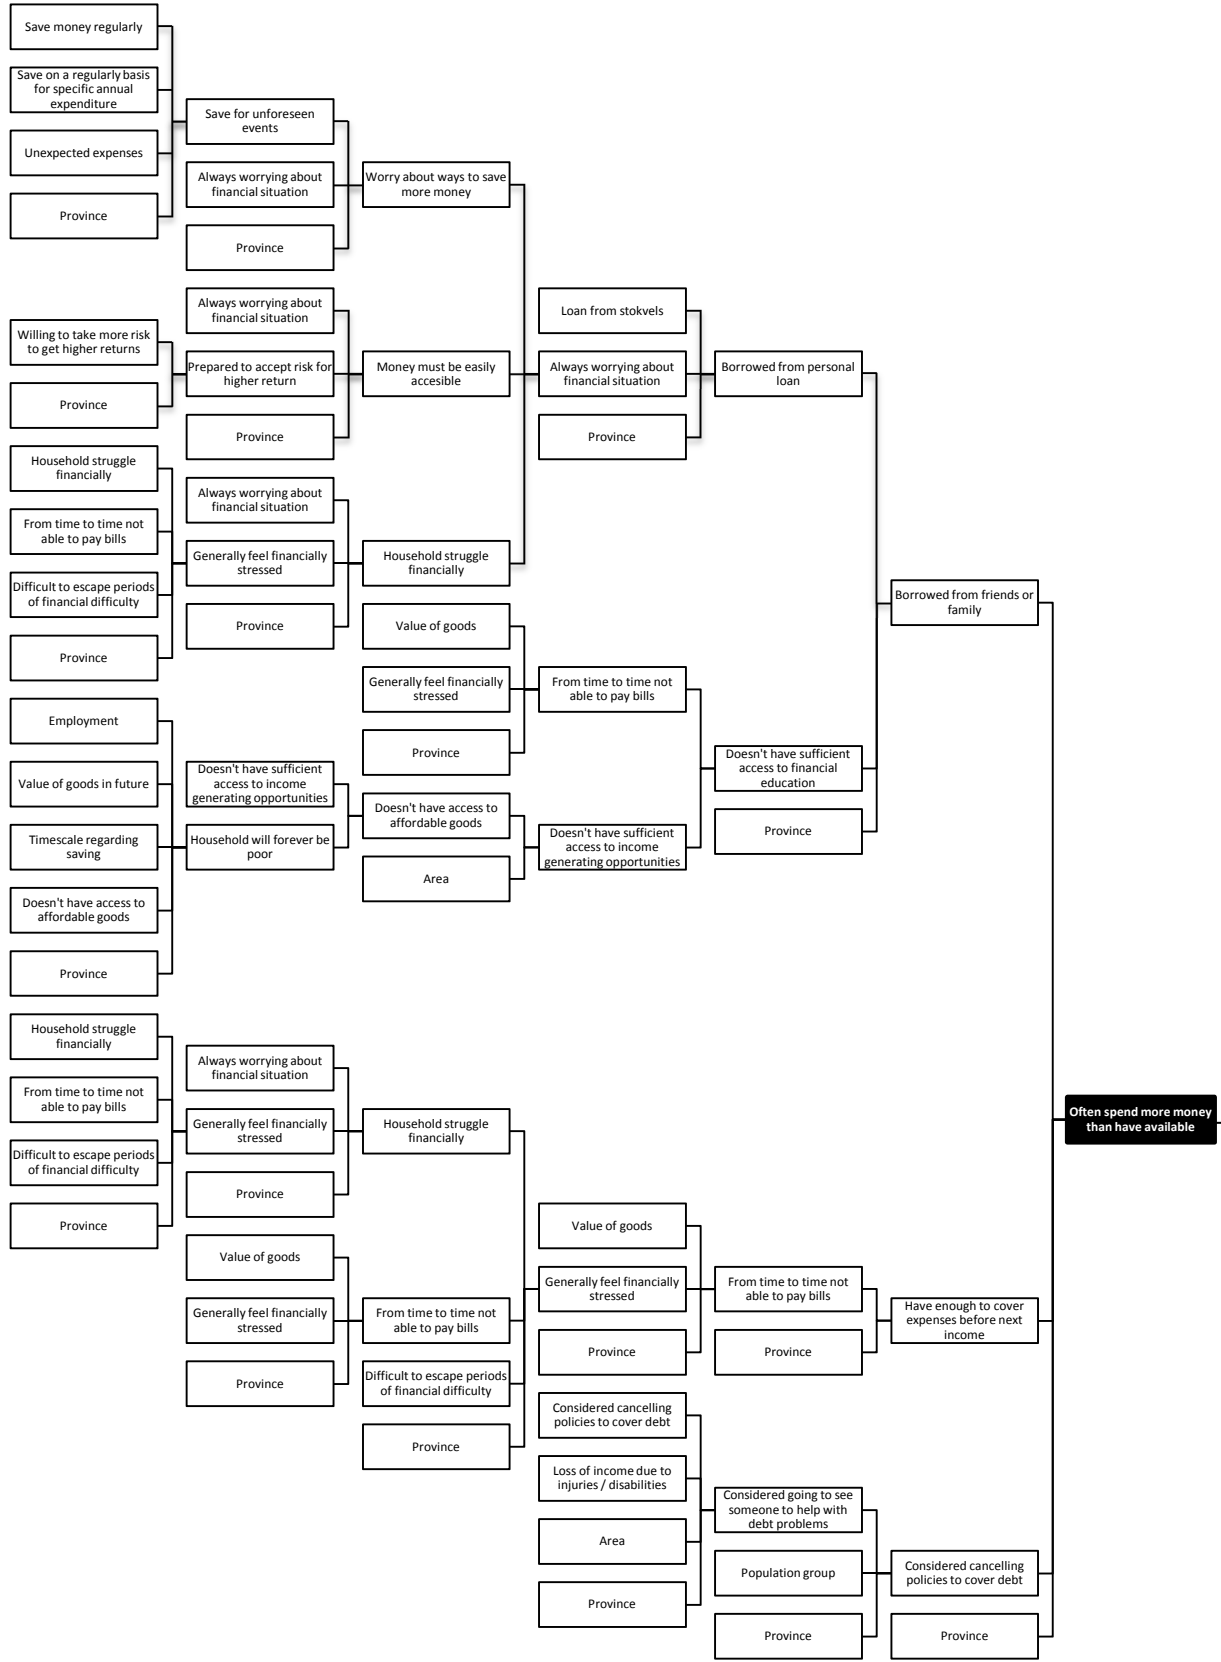 Save money regularly
Save on a regularly basis
for specific annual
expenditure
Unexpected expenses
Province
Save for unforeseen
events
Always worrying about
financial situation
Province
Worry about ways to save
more money
Willing to take more risk
to get higher returns
Province
Always worrying about
financial situation
Prepared to accept risk for
higher return
Province
Money must be easily
accesible
Loan from stokvels
Always worrying about
financial situation
Province
Borrowed from personal
loan
Household struggle
financially
From time to time not
able to pay bills
Difficult to escape periods
of financial difficulty
Province
Always worrying about
financial situation
Generally feel financially
stressed
Province
Household struggle
financially
Value of goods
Generally feel financially
stressed
Province
From time to time not
able to pay bills
Borrowed from friends or
family
Employment
Value of goods in future
Timescale regarding
saving
Doesn't have access to
affordable goods
Province
Doesn't have sufficient
access to income
generating opportunities
Household will forever be
poor
Doesn't have access to
affordable goods
Area
Doesn't have sufficient
access to income
generating opportunities
Doesn't have sufficient
access to financial
education
Province
Household struggle
financially
From time to time not
able to pay bills
Difficult to escape periods
of financial difficulty
Province
Always worrying about
financial situation
Generally feel financially
stressed
Province
Household struggle
financially
Often spend more money
than have available
Value of goods
Generally feel financially
stressed
Province
From time to time not
able to pay bills
Difficult to escape periods
of financial difficulty
Province
Value of goods
Generally feel financially
stressed
Province
From time to time not
able to pay bills
Province
Have enough to cover
expenses before next
income
Considered cancelling
policies to cover debt
Loss of income due to
injuries / disabilities
Area
Province
Considered going to see
someone to help with
debt problems
Population group
Province
Considered cancelling
policies to cover debt
Province